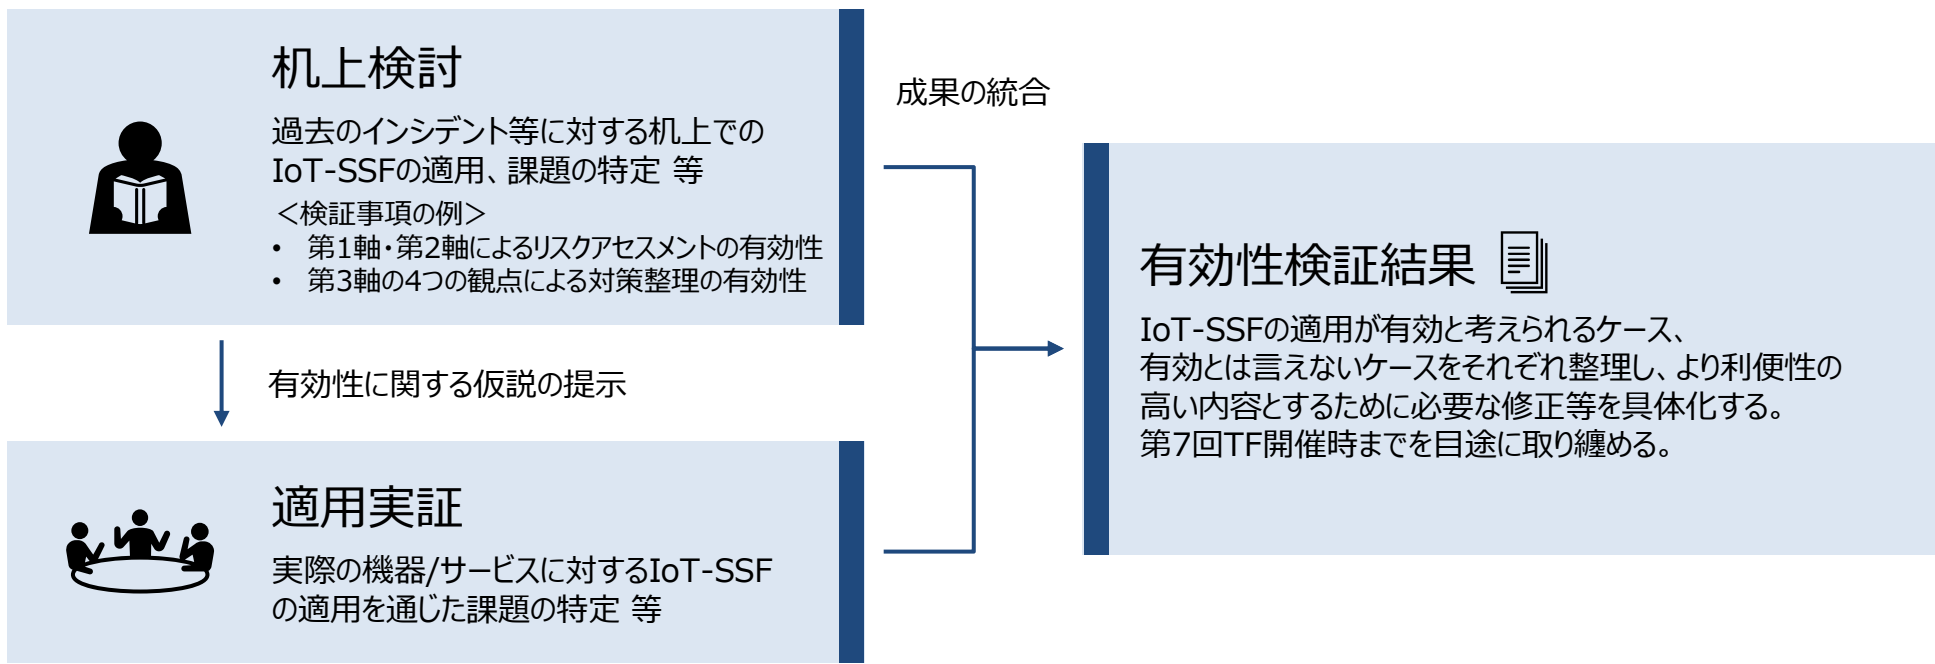 机上検討
過去のインシデント等に対する机上での
IoT-SSFの適用、課題の特定 等
＜検証事項の例＞
• 第1軸・第2軸によるリスクアセスメントの有効性
• 第3軸の4つの観点による対策整理の有効性
有効性に関する仮説の提示
適用実証
実際の機器/サービスに対するIoT-SSF
の適用を通じた課題の特定 等
成果の統合
有効性検証結果
IoT-SSFの適用が有効と考えられるケース、
有効とは言えないケースをそれぞれ整理し、より利便性の
高い内容とするために必要な修正等を具体化する。
第7回TF開催時までを目途に取り纏める。